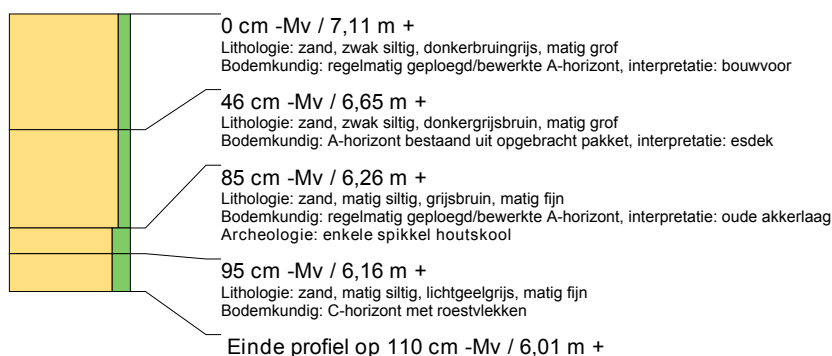 0 cm -Mv / 7,11 m +
Lithologie: zand, zwak siltig, donkerbruingrijs, matig grof
Bodemkundig: regelmatig geploegd/bewerkte A-horizont, interpretatie: bouwvoor
46 cm -Mv / 6,65 m +
Lithologie: zand, zwak siltig, donkergrijsbruin, matig grof
Bodemkundig: A-horizont bestaand uit opgebracht pakket, interpretatie: esdek
85 cm -Mv / 6,26 m +
Lithologie: zand, matig siltig, grijsbruin, matig fijn
Bodemkundig: regelmatig geploegd/bewerkte A-horizont, interpretatie: oude akkerlaag
Archeologie: enkele spikkel houtskool
95 cm -Mv / 6,16 m +
Lithologie: zand, matig siltig, lichtgeelgrijs, matig fijn
Bodemkundig: C-horizont met roestvlekken
Einde profiel op 110 cm -Mv / 6,01 m +